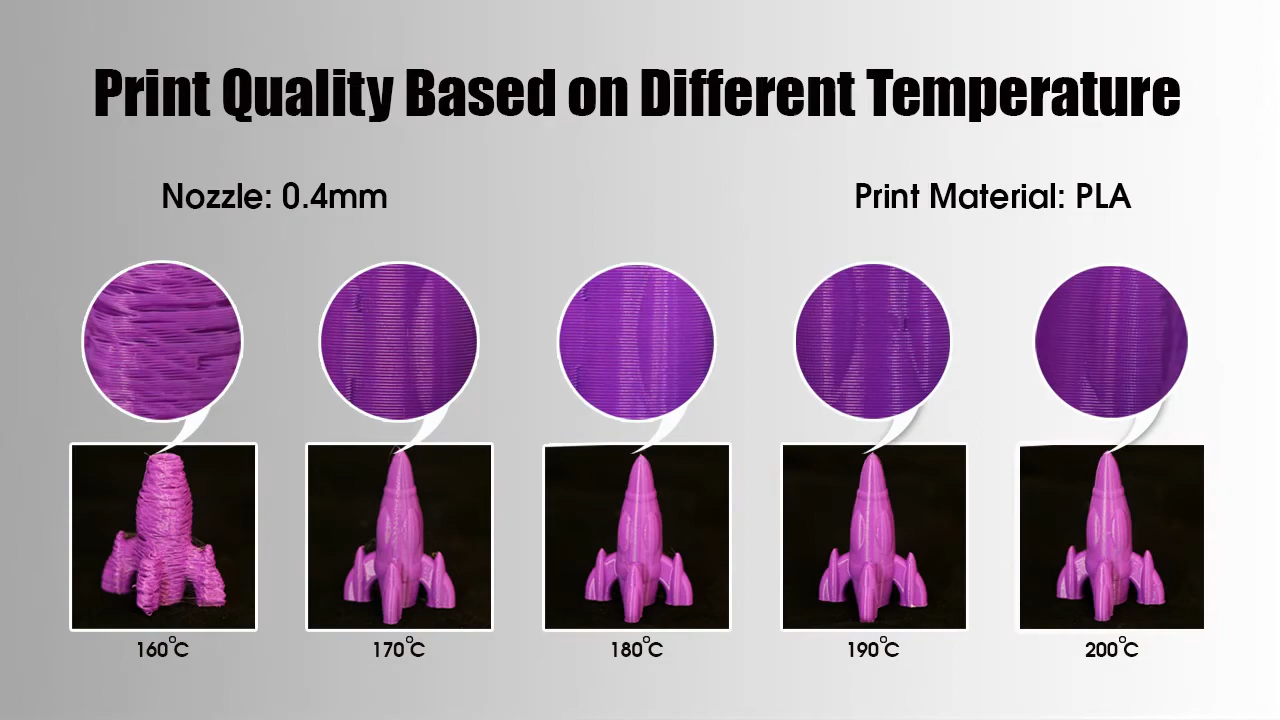 Print Quality Based on Different Temperature
Nozzle: 0.4mm
Print Material: PLA
160°C
170°C
180°C
190°C
200°C